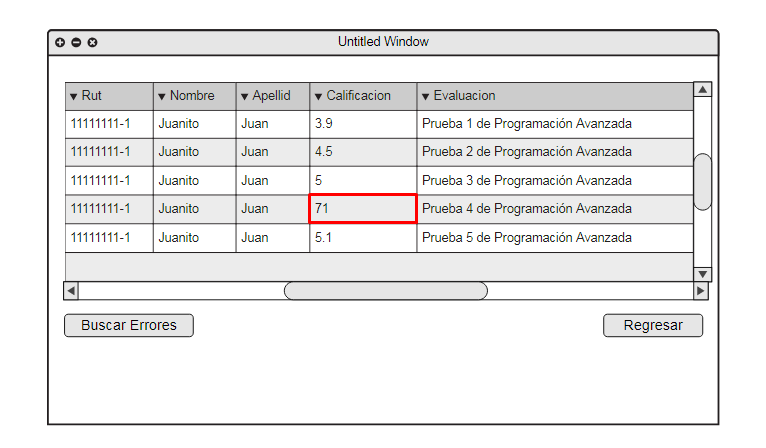 Untitled Window
Rut Nombre Apellid Calificacion Evaluacion
11111111-1 Juanito Juan 3.9 Prueba 1 de Programación Avanzada
11111111-1 Juanito Juan 4.5 Prueba 2 de Programación Avanzada
11111111-1 Juanito Juan 5 Prueba 3 de Programación Avanzada
11111111-1 Juanito Juan 71 Prueba 4 de Programación Avanzada
11111111-1 Juanito Juan 5.1 Prueba 5 de Programación Avanzada
Buscar Errores Regresar